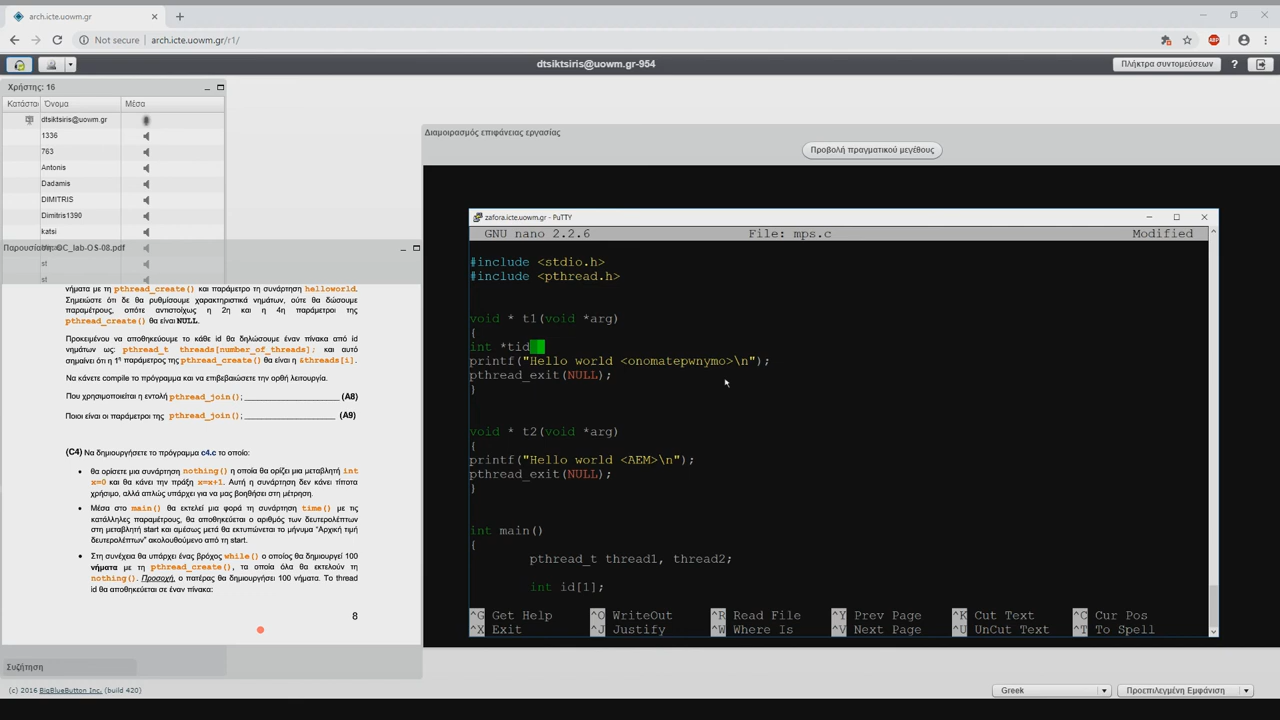 arch.icte.uowm.gr
Not secure
arch.icte.uowm.gr/r1/
ABP
dtsiktsiris@uowm.gr-954
Πλήκτρα συντομεύσεων
?
Χρήστης: 16
Κατάστα Όνομα Μέσα
dtsiktsiris@uowm.gr
1336
763
Antonis
Dadamis
DIMITRIS
Dimitris1390
katsi
Παρουσίαση: OC_lab-OS-08.pdf
st
st
νήματα με τη pthread_create() και παράμετρο τη συνάρτηση helloworld.
Σημειώστε ότι δε θα ρυθμίσουμε χαρακτηριστικά νημάτων, ούτε θα δώσουμε
παραμέτρους, οπότε αντιστοίχως η 2η και η 4η παράμετροι της
pthread_create() θα είναι NULL.
Προκειμένου να αποθηκεύουμε το κάθε id θα δηλώσουμε έναν πίνακα από id
νημάτων ως: pthread_t threads[number_of_threads]; και αυτό
σημαίνει ότι η 1η παράμετρος της pthread_create() θα είναι η &threads[i].
Να κάνετε compile το πρόγραμμα και να επιβεβαιώσετε την ορθή λειτουργία.
Που χρησιμοποιείται η εντολή pthread_join();____________________ (A8)
Ποιοι είναι οι παράμετροι της pthread_join();____________________ (A9)
(C4) Να δημιουργήσετε το πρόγραμμα c4.c το οποίο:
• θα ορίσετε μια συνάρτηση nothing() η οποία θα ορίζει μια μεταβλητή int
x=0 και θα κάνει την πράξη x=x+1. Αυτή η συνάρτηση δεν κάνει τίποτα
χρήσιμο, αλλά απλώς υπάρχει για να μας βοηθήσει στη μέτρηση.
• Μέσα στο main() θα εκτελεί μια φορά τη συνάρτηση time() με τις
κατάλληλες παραμέτρους, θα αποθηκεύεται ο αριθμός των δευτερολέπτων
στη μεταβλητή start και αμέσως μετά θα εκτυπώνεται το μήνυμα “Αρχική τιμή
δευτερολέπτων” ακολουθούμενο από τη start.
• Στη συνέχεια θα υπάρχει ένας βρόχος while() ο οποίος θα δημιουργεί 100
νήματα με τη pthread_create(), τα οποία όλα θα εκτελούν τη
nothing(). Προσοχή, ο πατέρας θα δημιουργήσει 100 νήματα. Το thread
id θα αποθηκεύεται σε έναν πίνακα:
8
Συζήτηση
Διαμοιρασμός επιφάνειας εργασίας
Προβολή πραγματικού μεγέθους
zafora.icte.uowm.gr - PuTTY
GNU nano 2.2.6 File: mps.c Modified
#include <stdio.h>
#include <pthread.h>
void * t1(void *arg)
{
int *tid
printf("Hello world <onomatepwnymo>\n");
pthread_exit(NULL);
}
void * t2(void *arg)
{
printf("Hello world <AEM>\n");
pthread_exit(NULL);
}
int main()
{
pthread_t thread1, thread2;
int id[1];
^G Get Help ^O WriteOut ^R Read File ^Y Prev Page ^K Cut Text ^C Cur Pos
^X Exit ^J Justify ^W Where Is ^V Next Page ^U UnCut Text ^T To Spell
(c) 2016 BigBlueButton Inc. (build 420)
Greek
Προεπιλεγμένη Εμφάνιση